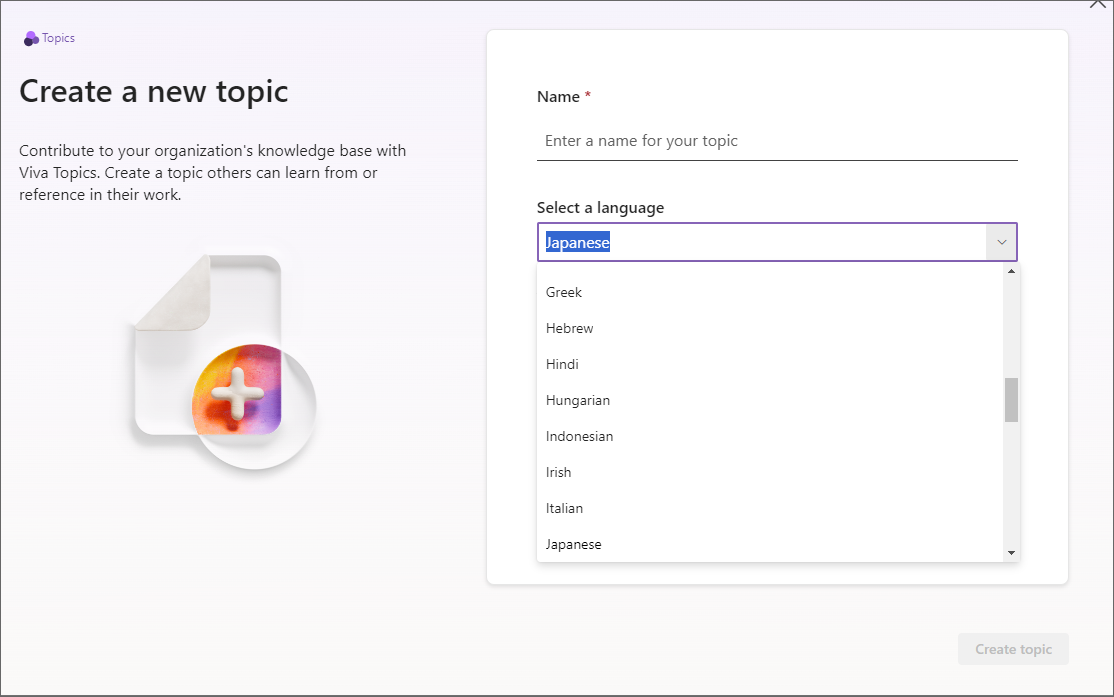 Topics
Create a new topic
Contribute to your organization's knowledge base with
Viva Topics. Create a topic others can learn from or
reference in their work.
Name *
Enter a name for your topic
Select a language
Japanese
Greek
Hebrew
Hindi
Hungarian
Indonesian
Irish
Italian
Japanese
Create topic